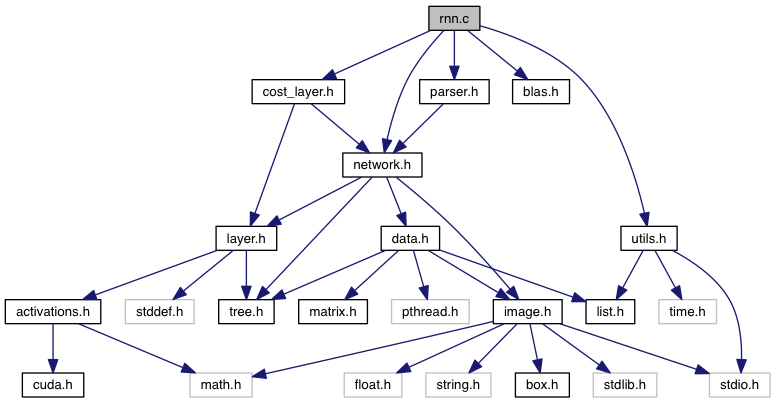 rnn.c
cost_layer.h
parser.h
blas.h
network.h
layer.h
data.h
utils.h
activations.h
stddef.h
tree.h
matrix.h
pthread.h
image.h
list.h
time.h
cuda.h
math.h
float.h
string.h
box.h
stdlib.h
stdio.h